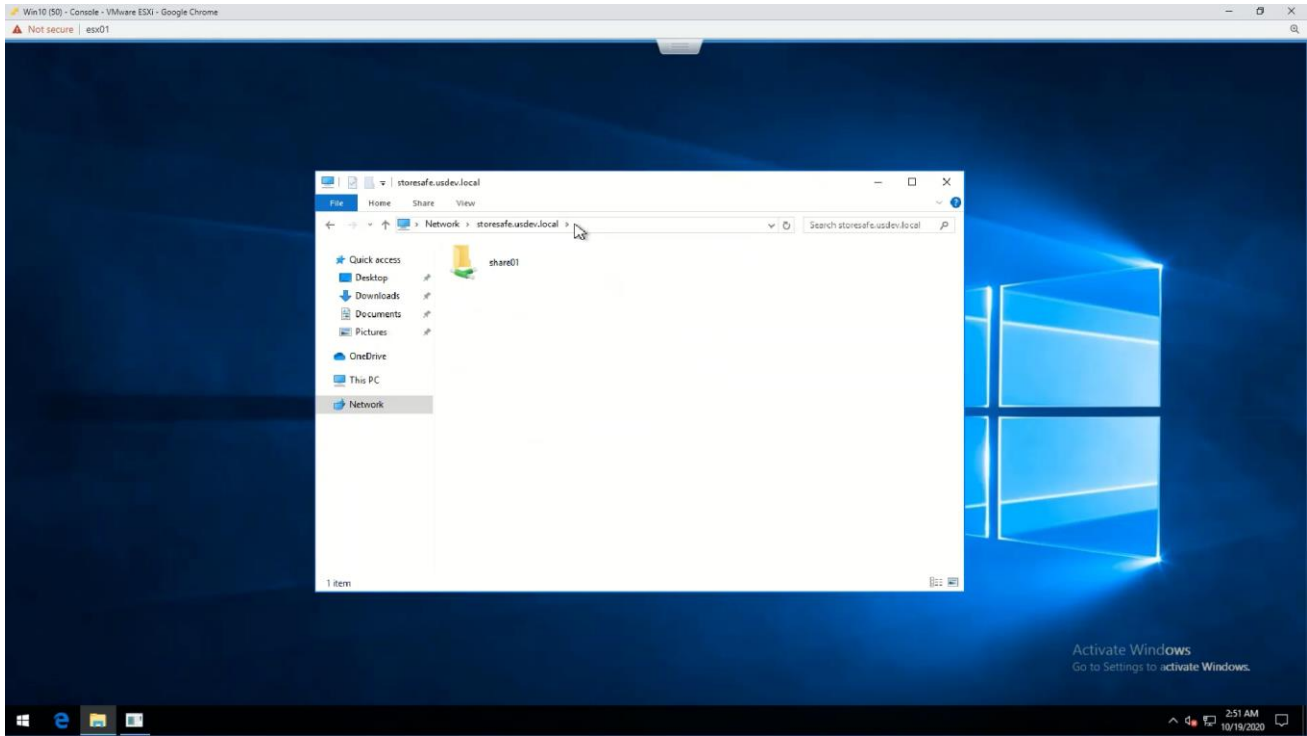 Win10 (50) - Console - VMware ESXi - Google Chrome
Not secure | esx01
storesafe.usdev.local
File Home Share View
Network > storesafe.usdev.local >
Search storesafe.usdev.local
Quick access
Desktop
Downloads
Documents
Pictures
OneDrive
This PC
Network
share01
1 item
Activate Windows
Go to Settings to activate Windows.
2:51 AM
10/19/2020